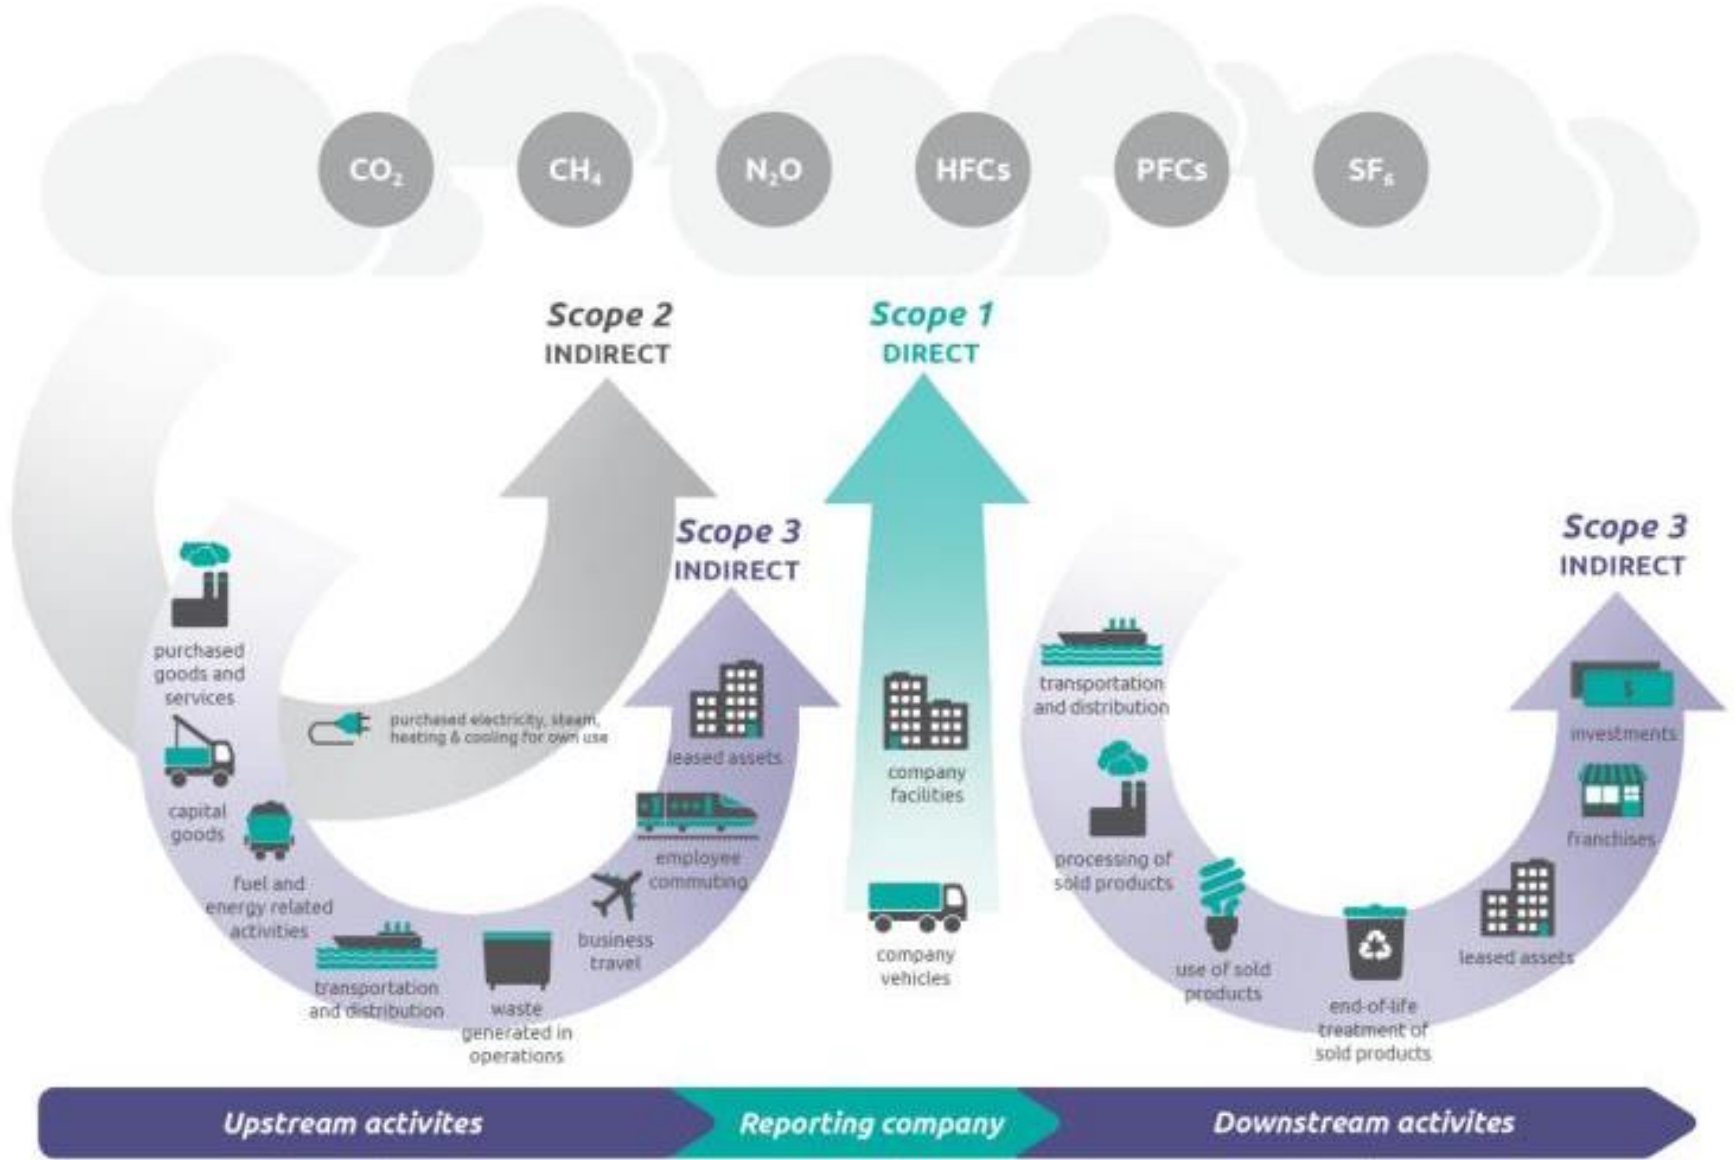 CO₂
CH₄
N₂O
HFCs
PFCs
SF₆
Scope 2
INDIRECT
Scope 1
DIRECT
Scope 3
INDIRECT
Scope 3
INDIRECT
purchased
goods and
services
capital
goods
fuel and
energy related
activities
transportation
and distribution
waste
generated in
operations
business
travel
employee
commuting
leased assets
purchased electricity, steam,
heating & cooling for own use
company
facilities
company
vehicles
transportation
and distribution
processing of
sold products
use of sold
products
end-of-life
treatment of
sold products
leased assets
franchises
$
investments
Upstream activites
Reporting company
Downstream activites